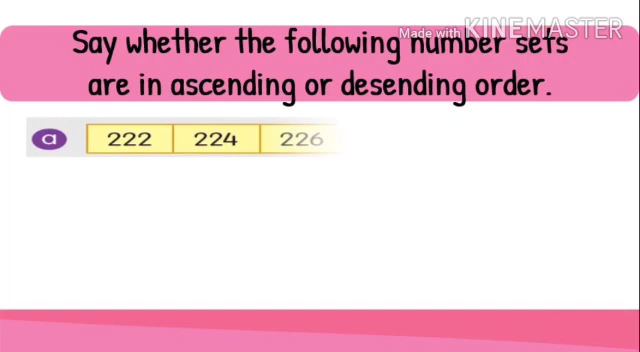 Made with KINEMASTER
Say whether the following number sets
are in ascending or desending order.
a 222 224 226